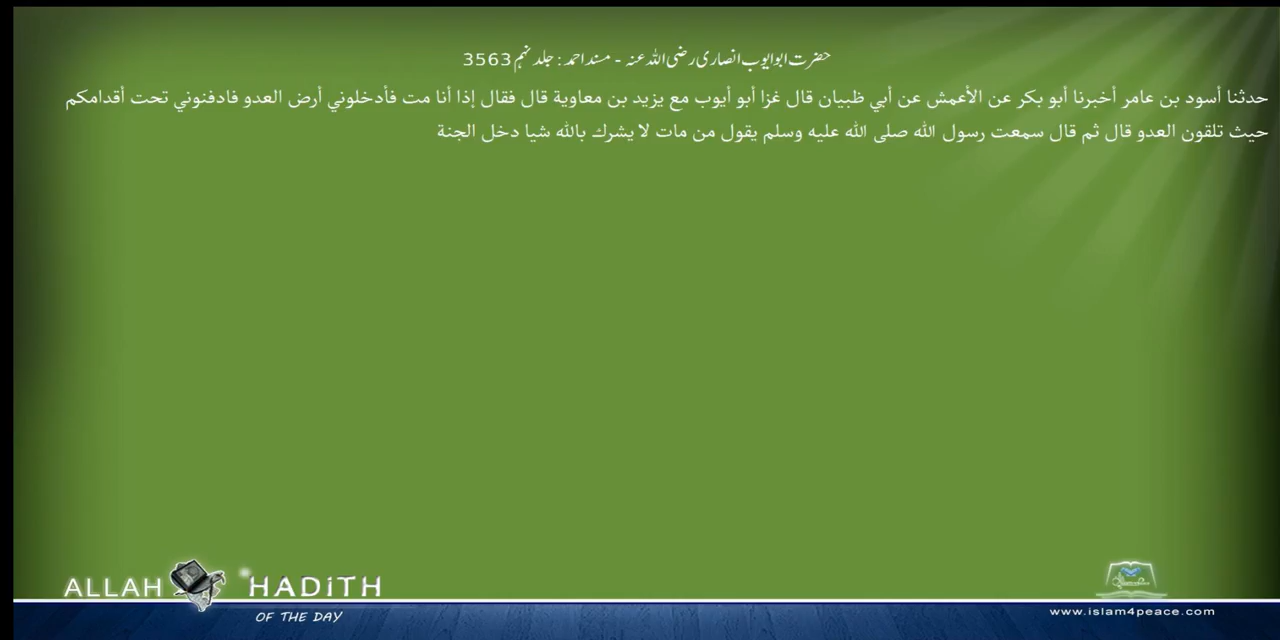 حضرت ابوایوب انصاری رضی اللہ عنہ - مسند احمد : جلد نہم 3563
حدثنا أسود بن عامر أخبرنا أبو بكر عن الأعمش عن أبي ظبيان قال غزا أبو أيوب مع يزيد بن معاوية قال فقال إذا أنا مت فأدخلوني أرض العدو فادفنوني تحت أقدامكم
حيث تلقون العدو قال ثم قال سمعت رسول الله صلى الله عليه وسلم يقول من مات لا يشرك بالله شيا دخل الجنة
ALLAH HADITH
OF THE DAY
www.islam4peace.com